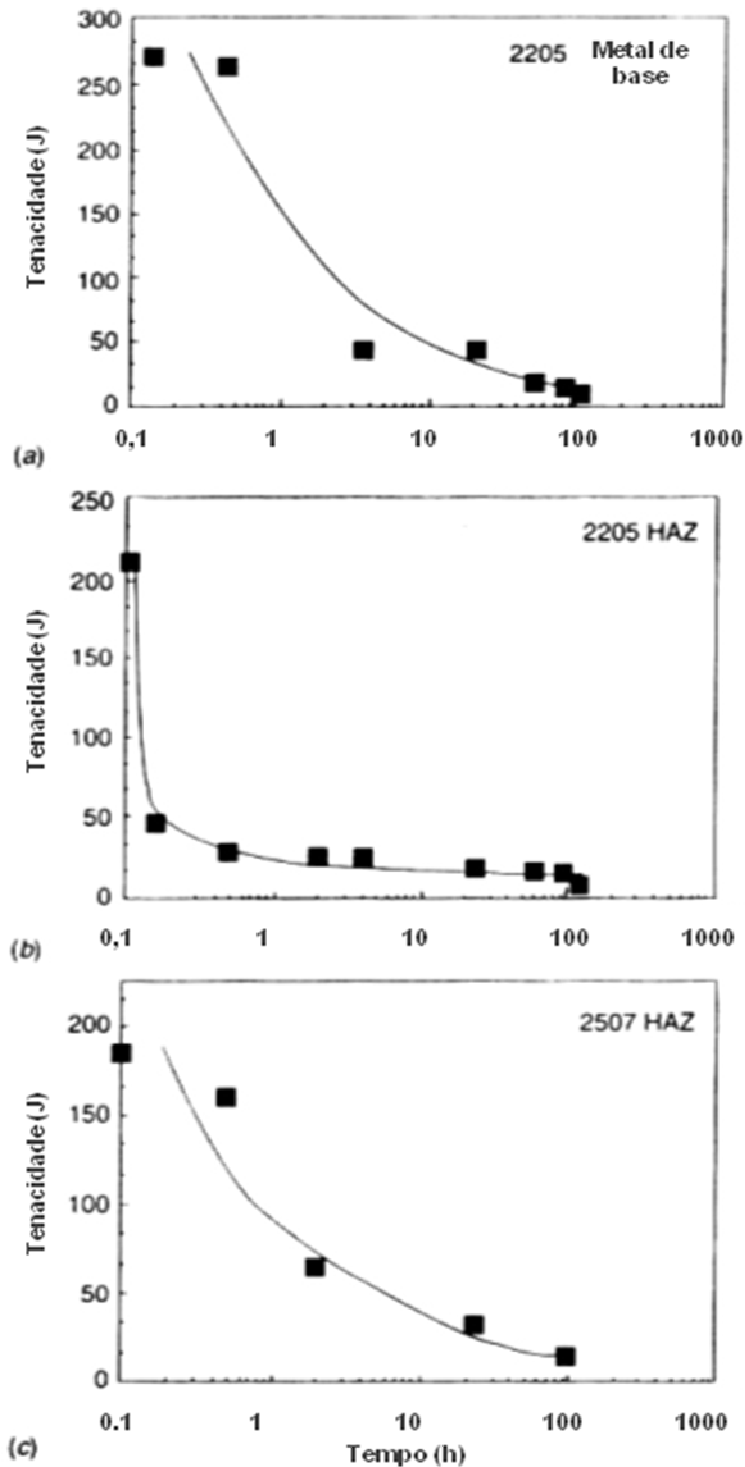 300
2205 Metal de
base
250
200
150
100
50
0
Tenacidade (J)
0,1 1 10 100 1000
(a)
250
2205 HAZ
200
150
100
50
0
Tenacidade (J)
0,1 1 10 100 1000
(b)
2507 HAZ
200
150
100
50
0
Tenacidade (J)
0.1 1 10 100 1000
(c)
Tempo (h)